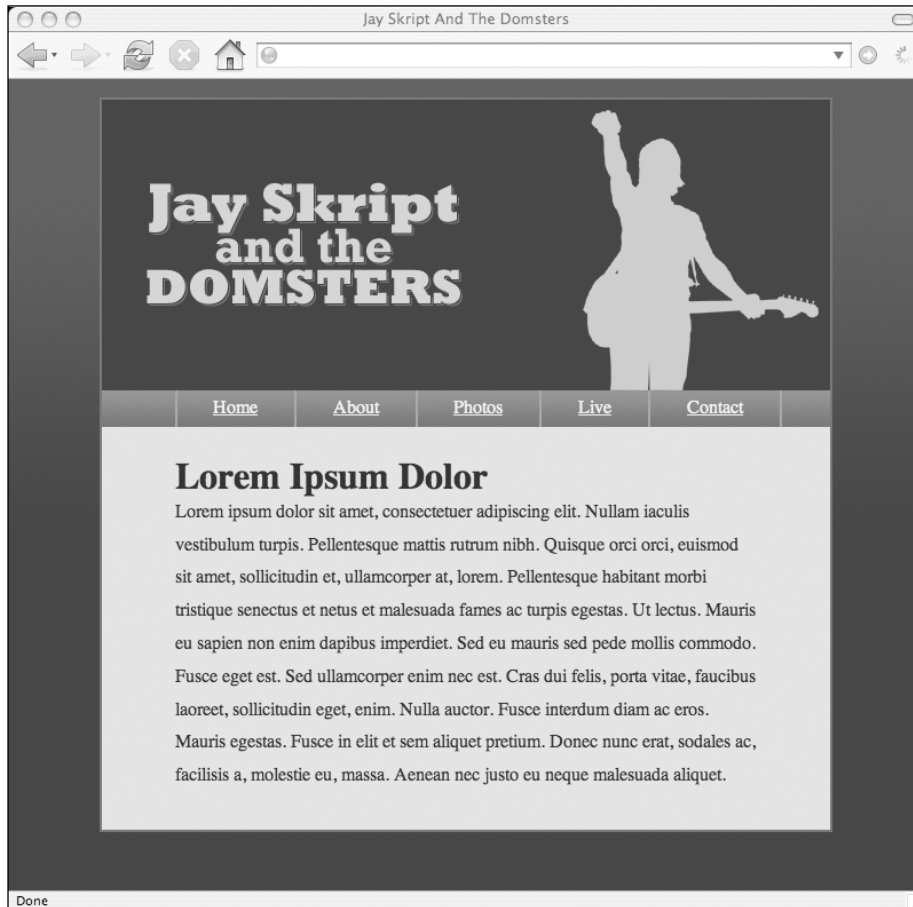 Jay Skript And The Domsters
Jay Skript
and the
DOMSTERS
Home About Photos Live Contact
Lorem Ipsum Dolor
Lorem ipsum dolor sit amet, consectetuer adipiscing elit. Nullam iaculis
vestibulum turpis. Pellentesque mattis rutrum nibh. Quisque orci orci, euismod
sit amet, sollicitudin et, ullamcorper at, lorem. Pellentesque habitant morbi
tristique senectus et netus et malesuada fames ac turpis egestas. Ut lectus. Mauris
eu sapien non enim dapibus imperdiet. Sed eu mauris sed pede mollis commodo.
Fusce eget est. Sed ullamcorper enim nec est. Cras dui felis, porta vitae, faucibus
laoreet, sollicitudin eget, enim. Nulla auctor. Fusce interdum diam ac eros.
Mauris egestas. Fusce in elit et sem aliquet pretium. Donec nunc erat, sodales ac,
facilisis a, molestie eu, massa. Aenean nec justo eu neque malesuada aliquet.
Done